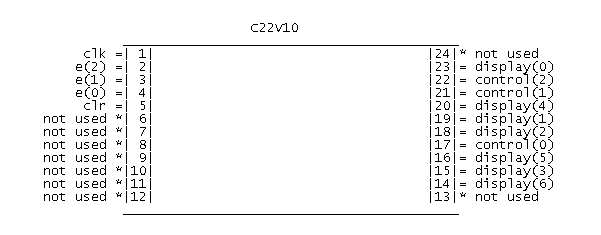 C22V10
clk =| 1| |24|* not used
e(2) =| 2| |23|= display(0)
e(1) =| 3| |22|= control(2)
e(0) =| 4| |21|= control(1)
clr =| 5| |20|= display(4)
not used *| 6| |19|= display(1)
not used *| 7| |18|= display(2)
not used *| 8| |17|= control(0)
not used *| 9| |16|= display(5)
not used *|10| |15|= display(3)
not used *|11| |14|= display(6)
not used *|12| |13|* not used